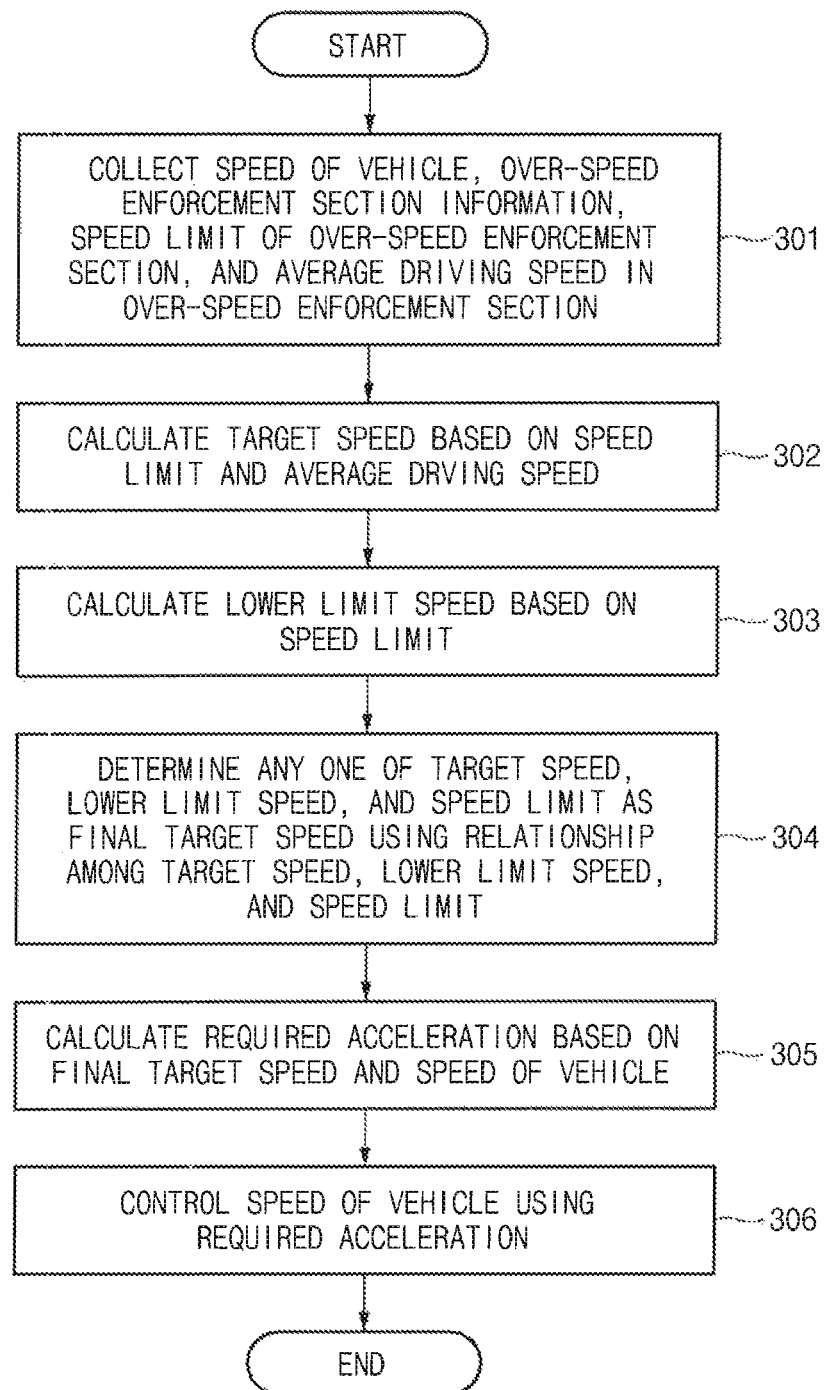 START
COLLECT SPEED OF VEHICLE, OVER-SPEED
ENFORCEMENT SECTION INFORMATION,
SPEED LIMIT OF OVER-SPEED ENFORCEMENT
SECTION, AND AVERAGE DRIVING SPEED IN
OVER-SPEED ENFORCEMENT SECTION
301
CALCULATE TARGET SPEED BASED ON SPEED
LIMIT AND AVERAGE DRVING SPEED
302
CALCULATE LOWER LIMIT SPEED BASED ON
SPEED LIMIT
303
DETERMINE ANY ONE OF TARGET SPEED,
LOWER LIMIT SPEED, AND SPEED LIMIT AS
FINAL TARGET SPEED USING RELATIONSHIP
AMONG TARGET SPEED, LOWER LIMIT SPEED,
AND SPEED LIMIT
304
CALCULATE REQUIRED ACCELERATION BASED ON
FINAL TARGET SPEED AND SPEED OF VEHICLE
305
CONTROL SPEED OF VEHICLE USING
REQUIRED ACCELERATION
306
END